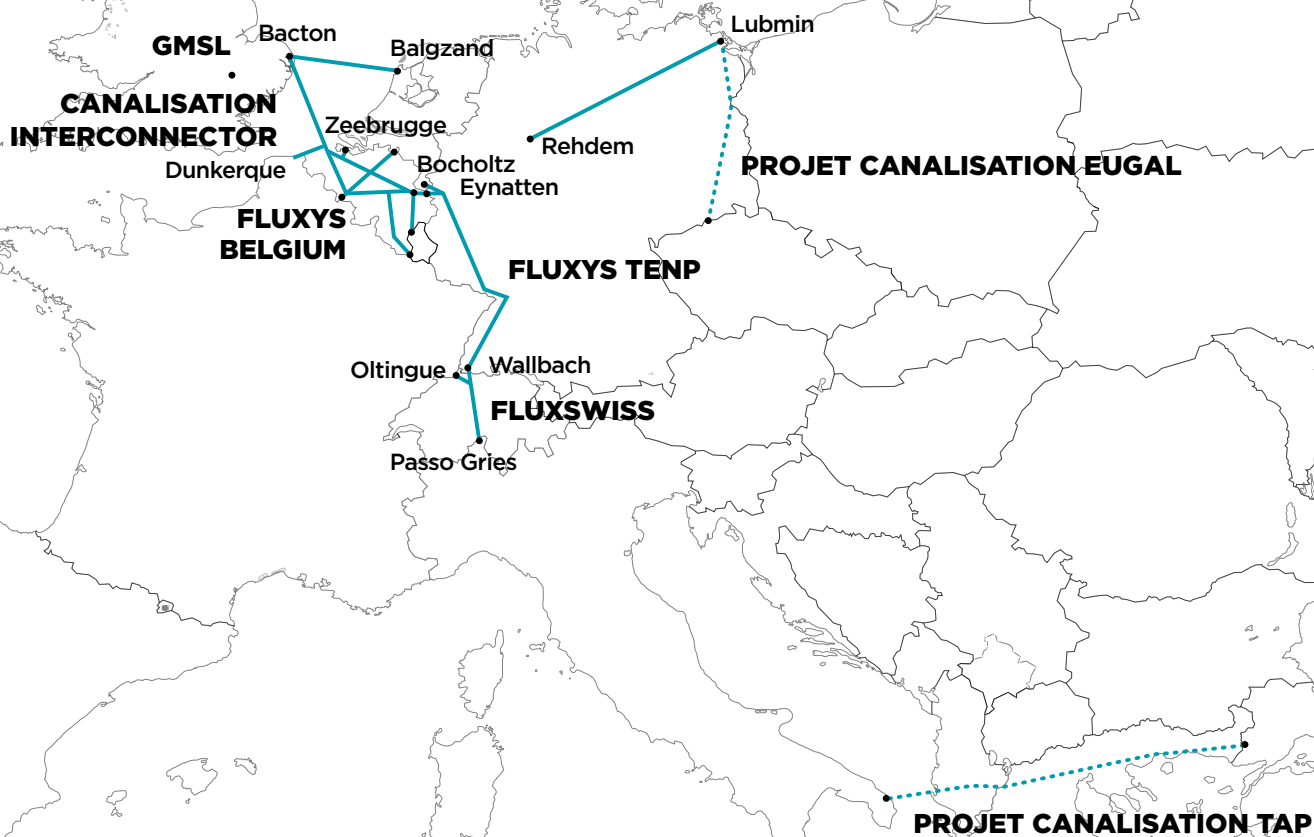 Lubmin
Bacton
GMSL
Balgzand
CANALISATION
INTERCONNECTOR
Zeebrugge
Rehdem
Dunkerque
Bocholtz
Eynatten
PROJET CANALISATION EUGAL
FLUXYS
BELGIUM
FLUXYS TENP
Oltingue
Wallbach
FLUXSWISS
Passo Gries
PROJET CANALISATION TAP